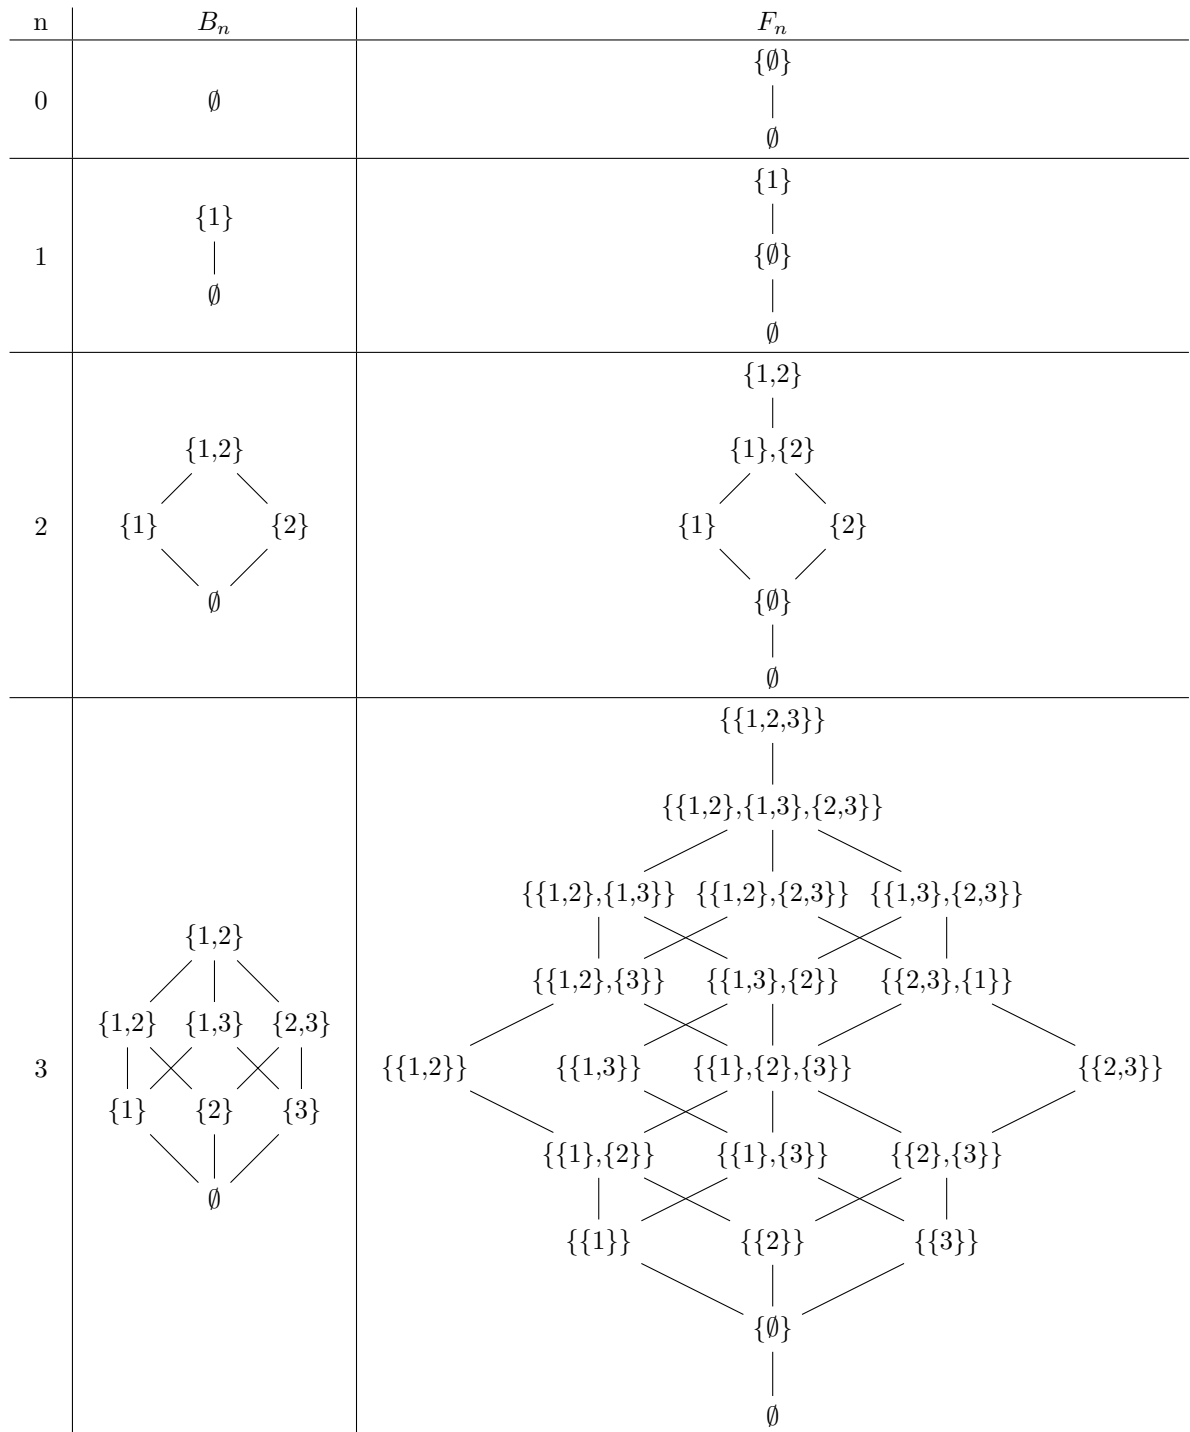 n B_n F_n
{∅}
0 ∅
∅
{1}
{1}
1 {∅}
∅
∅
{1,2}
{1,2} {1},{2}
2 {1} {2} {1} {2}
∅ {∅}
∅
{{1,2,3}}
{{1,2},{1,3},{2,3}}
{{1,2},{1,3}} {{1,2},{2,3}} {{1,3},{2,3}}
{1,2}
{{1,2},{3}} {{1,3},{2}} {{2,3},{1}}
{1,2} {1,3} {2,3}
3 {{1,2}} {{1,3}} {{1},{2},{3}} {{2,3}}
{1} {2} {3}
{{1},{2}} {{1},{3}} {{2},{3}}
∅
{{1}} {{2}} {{3}}
{∅}
∅